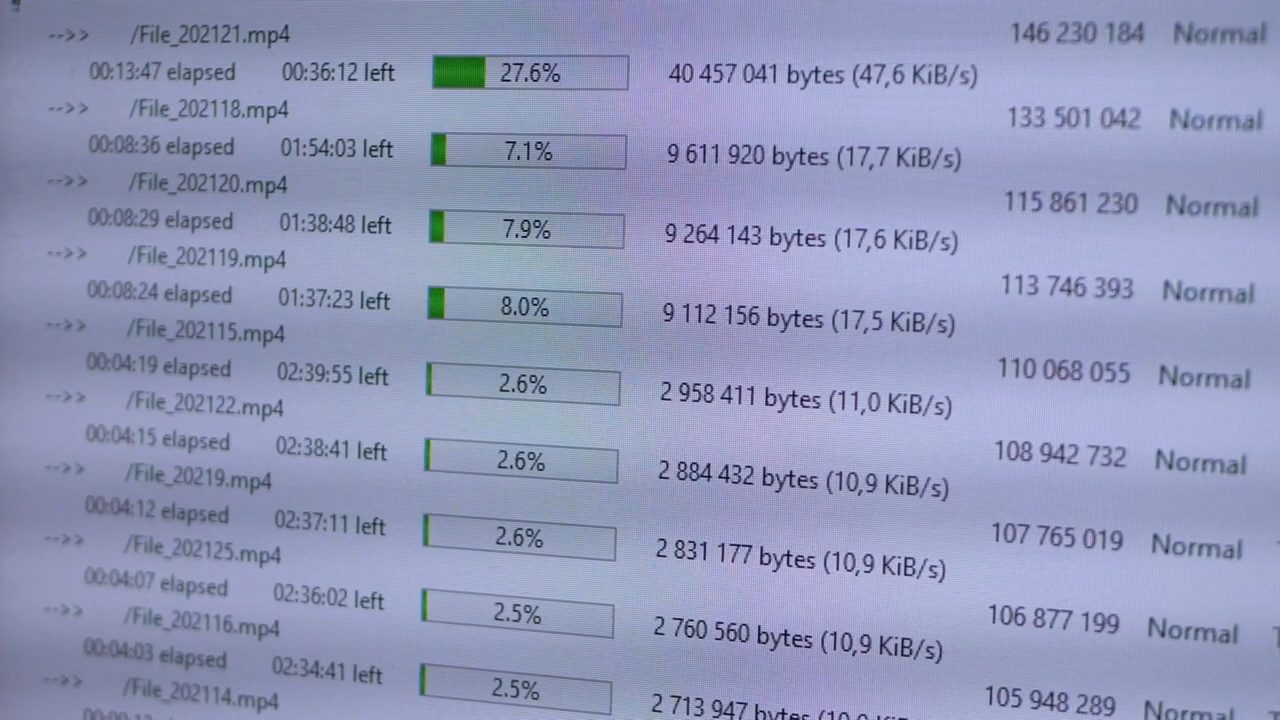 -->> /File_202121.mp4 146 230 184 Normal
00:13:47 elapsed 00:36:12 left 27.6% 40 457 041 bytes (47,6 KiB/s)
-->> /File_202118.mp4 133 501 042 Normal
00:08:36 elapsed 01:54:03 left 7.1% 9 611 920 bytes (17,7 KiB/s)
-->> /File_202120.mp4 115 861 230 Normal
00:08:29 elapsed 01:38:48 left 7.9% 9 264 143 bytes (17,6 KiB/s)
-->> /File_202119.mp4 113 746 393 Normal
00:08:24 elapsed 01:37:23 left 8.0% 9 112 156 bytes (17,5 KiB/s)
-->> /File_202115.mp4 110 068 055 Normal
00:04:19 elapsed 02:39:55 left 2.6% 2 958 411 bytes (11,0 KiB/s)
-->> /File_202122.mp4 108 942 732 Normal
00:04:15 elapsed 02:38:41 left 2.6% 2 884 432 bytes (10,9 KiB/s)
-->> /File_20219.mp4 107 765 019 Normal
00:04:12 elapsed 02:37:11 left 2.6% 2 831 177 bytes (10,9 KiB/s)
-->> /File_202125.mp4 106 877 199 Normal
00:04:07 elapsed 02:36:02 left 2.5% 2 760 560 bytes (10,9 KiB/s)
-->> /File_202116.mp4 105 948 289 Normal
00:04:03 elapsed 02:34:41 left 2.5% 2 713 947 bytes
-->> /File_202114.mp4